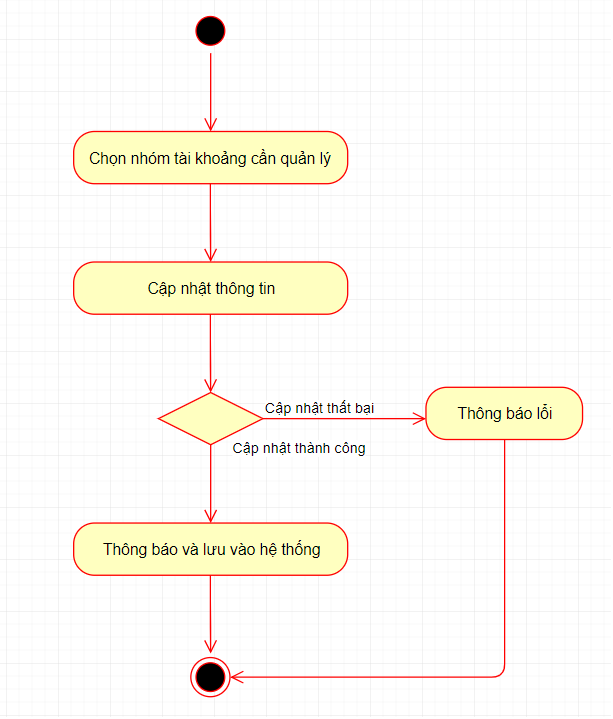 Chọn nhóm tài khoảng cần quản lý
Cập nhật thông tin
Cập nhật thất bại
Thông báo lỗi
Cập nhật thành công
Thông báo và lưu vào hệ thống